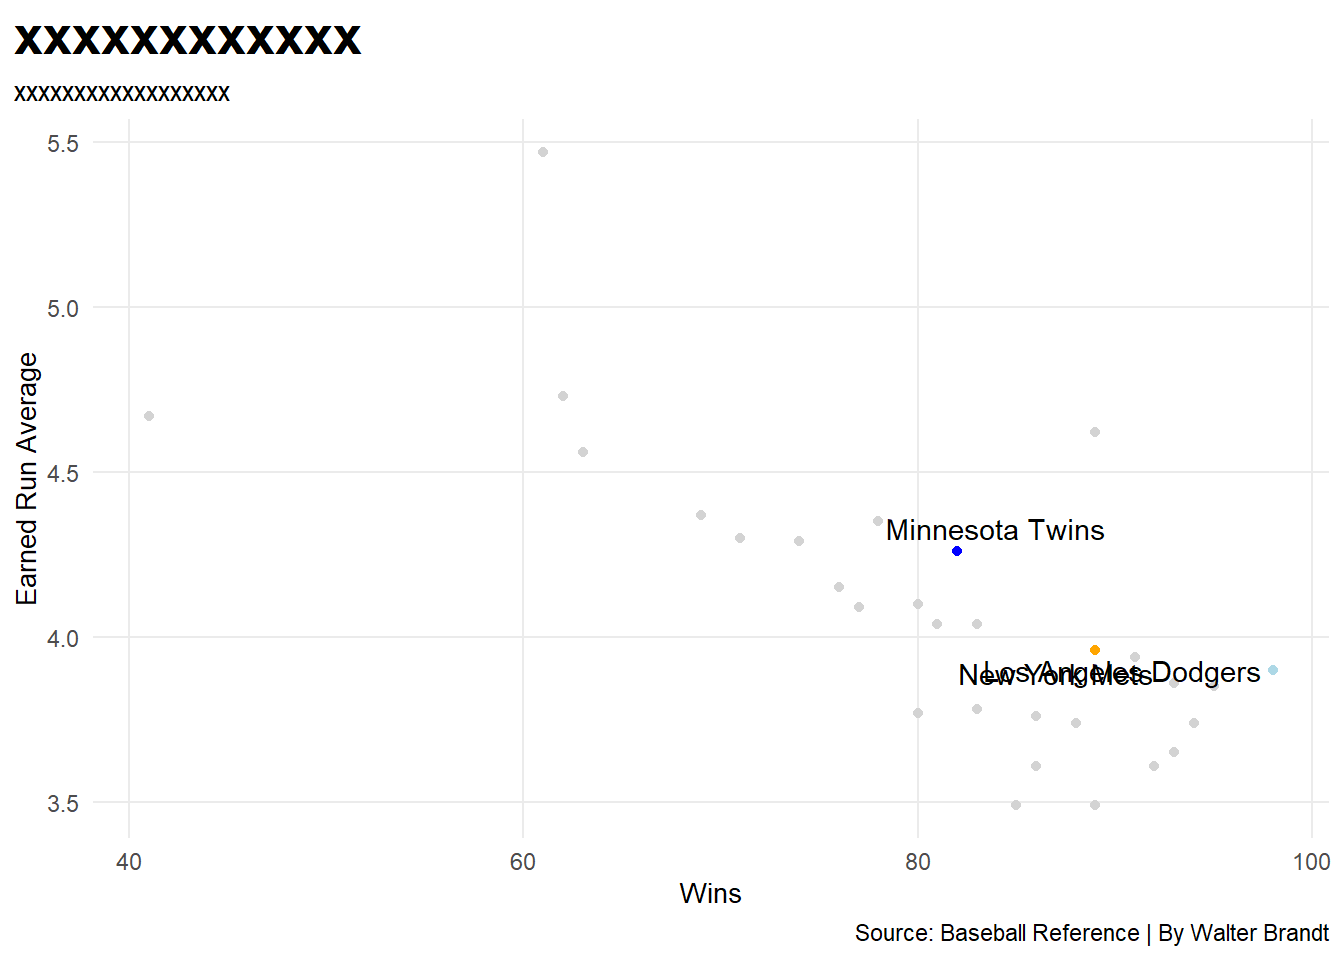 xxxxxxxxxxxx
xxxxxxxxxxxxxxxxxx
5.5
5.0
4.5
4.0
3.5
Earned Run Average
Minnesota Twins
Los Angeles Dodgers
New York Mets
40 60 80 100
Wins
Source: Baseball Reference | By Walter Brandt